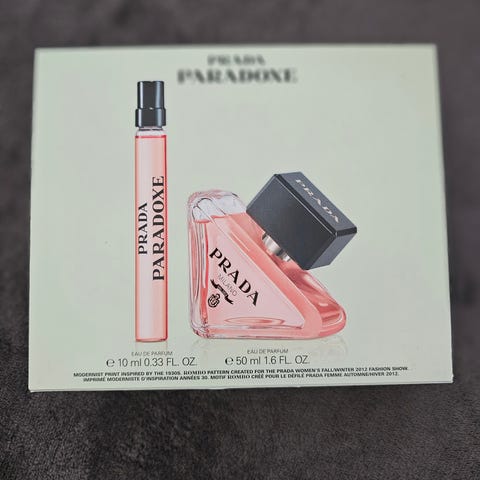 PRADA
PARADOXE
PRADA
PARADOXE
PRADA
PRADA
MILANO
EAU DE PARFUM
e 10 ml 0.33 FL. OZ.
EAU DE PARFUM
e 50 ml 1.6 FL. OZ.
MODERNIST PRINT INSPIRED BY THE 1930S. ROMBO PATTERN CREATED FOR THE PRADA WOMEN'S FALL/WINTER 2012 FASHION SHOW.
IMPRIMÉ MODERNISTE D'INSPIRATION ANNÉES 30. MOTIF ROMBO CRÉÉ POUR LE DÉFILÉ PRADA FEMME AUTOMNE/HIVER 2012.